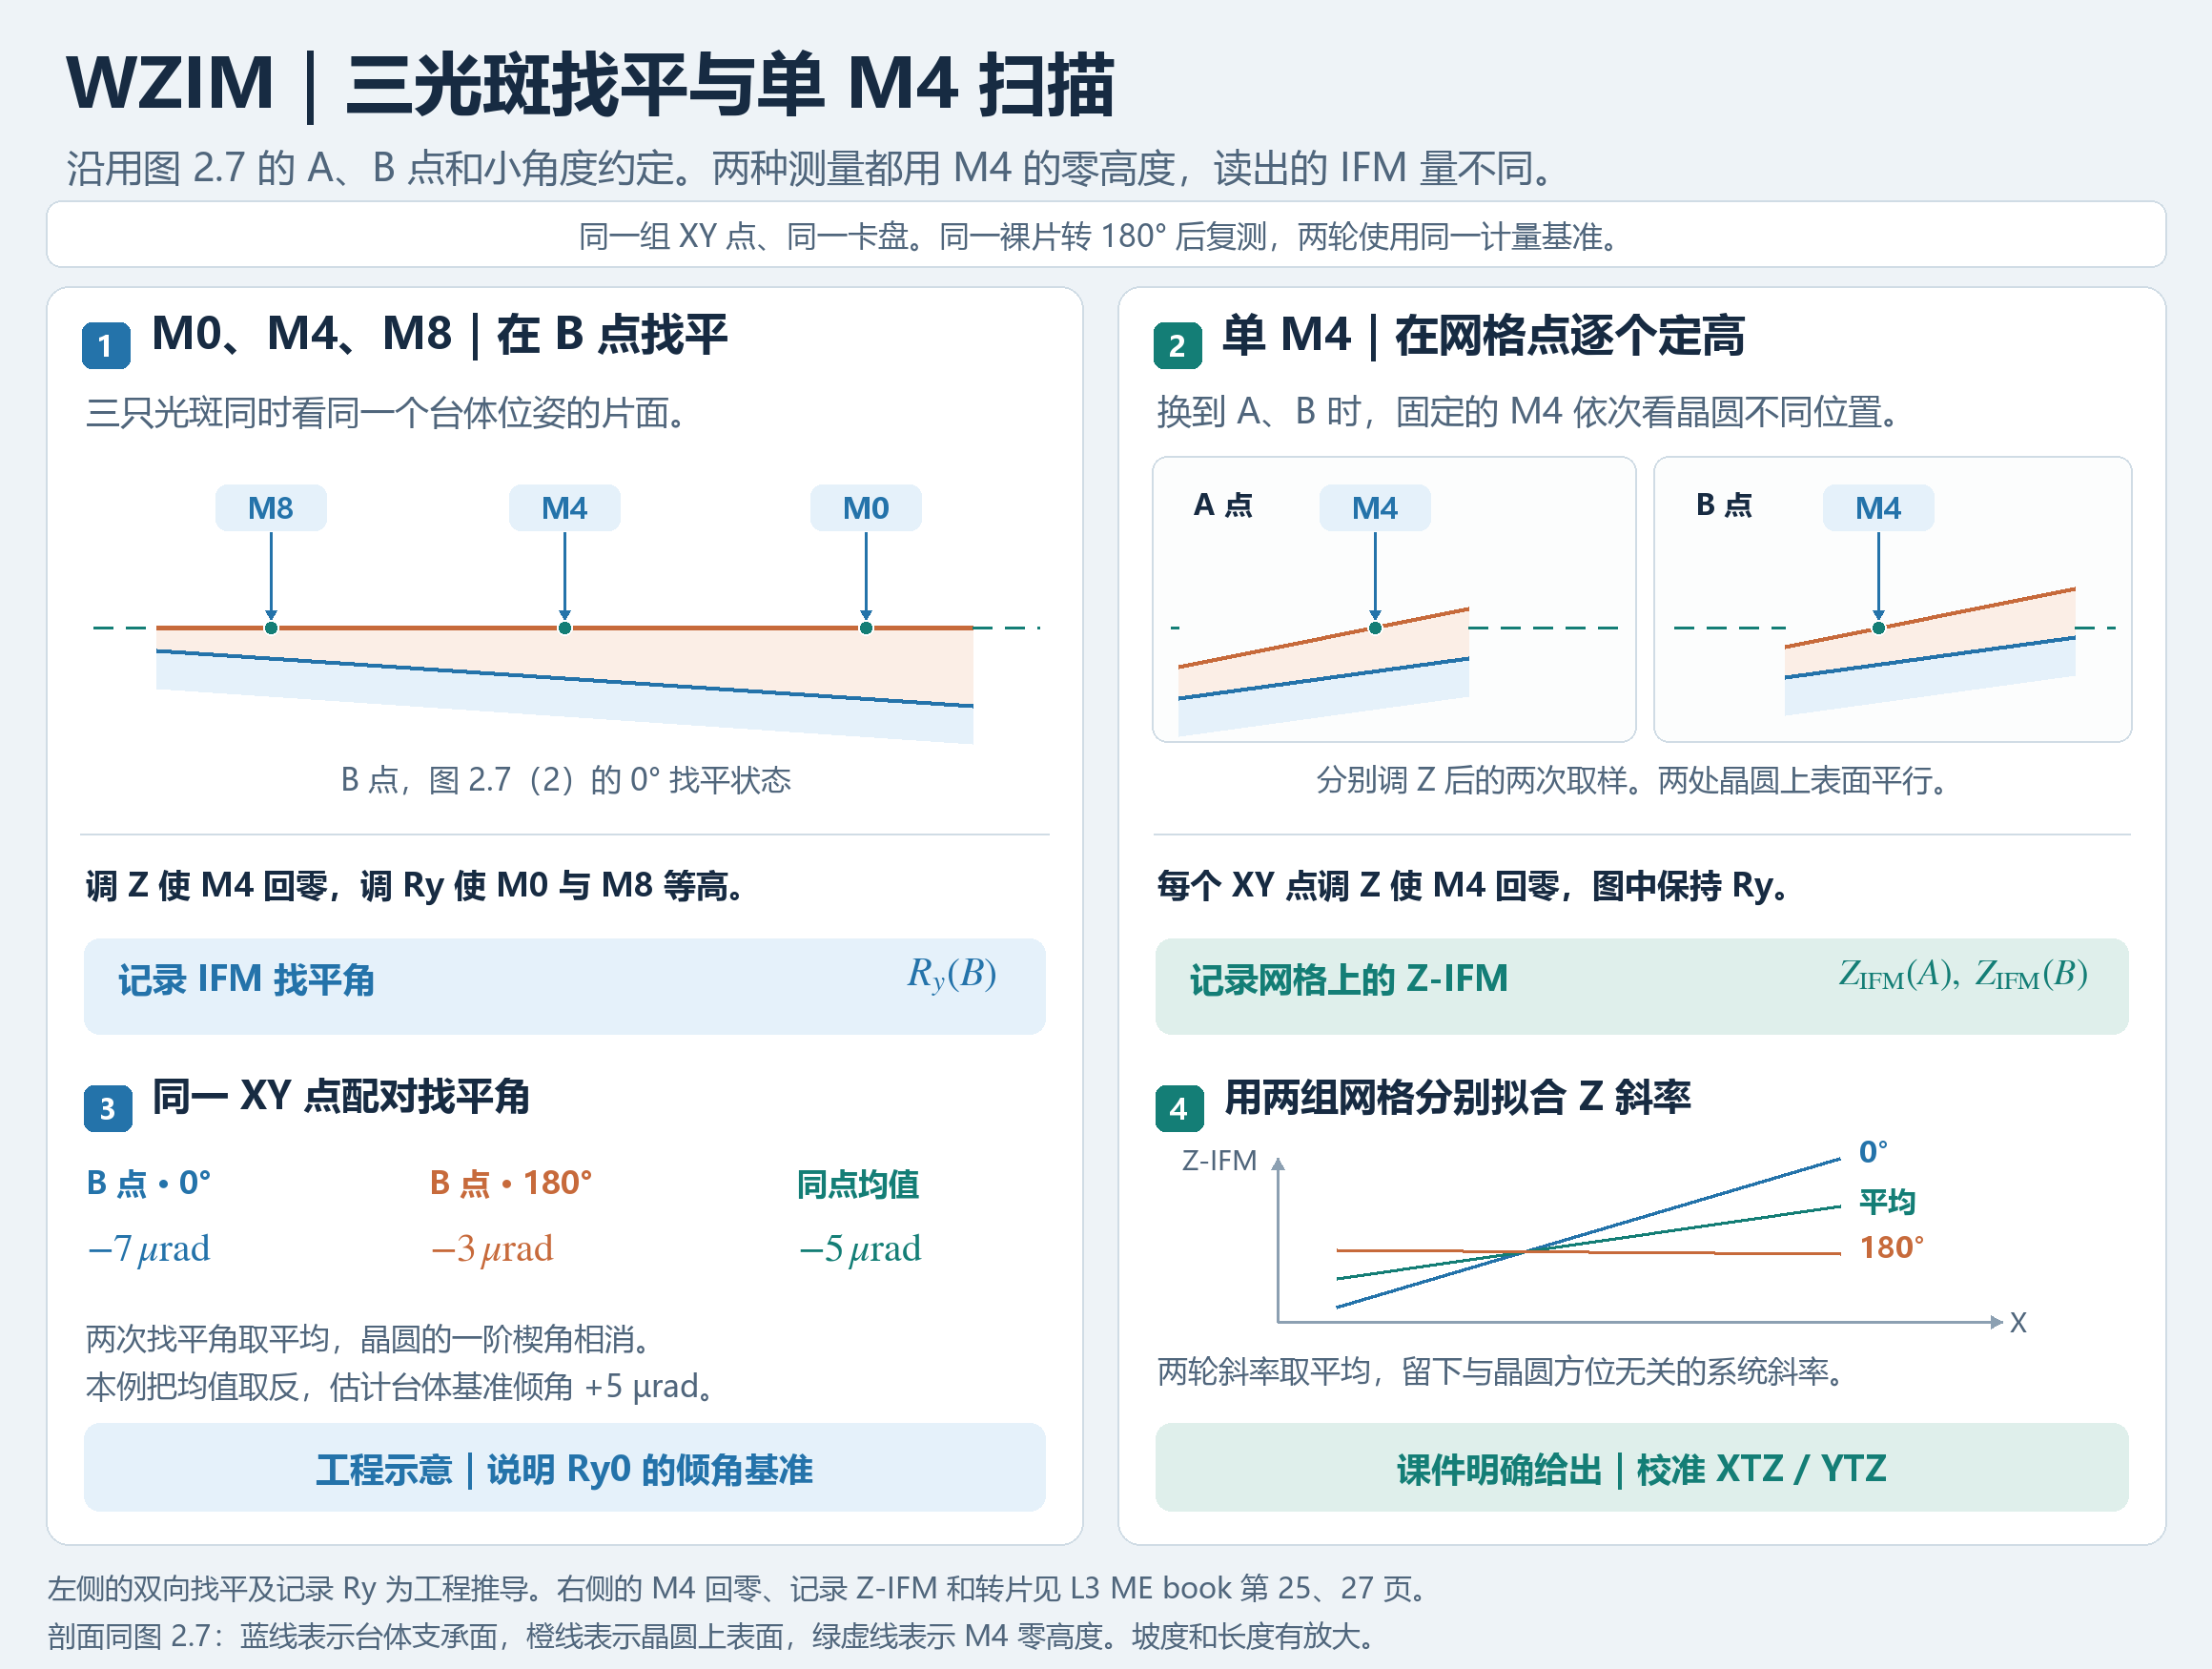 WZIM｜三光斑找平与单 M4 扫描
沿用图 2.7 的 A、B 点和小角度约定。两种测量都用 M4 的零高度，读出的 IFM 量不同。
同一组 XY 点、同一卡盘。同一裸片转 180° 后复测，两轮使用同一计量基准。
1 M0、M4、M8｜在 B 点找平
三只光斑同时看同一个台体位姿的片面。
M8 M4 M0
B 点，图 2.7（2）的 0° 找平状态
调 Z 使 M4 回零，调 Ry 使 M0 与 M8 等高。
记录 IFM 找平角 R_y(B)
3 同一 XY 点配对找平角
B 点 • 0° B 点 • 180° 同点均值
−7 μrad −3 μrad −5 μrad
两次找平角取平均，晶圆的一阶楔角相消。
本例把均值取反，估计台体基准倾角 +5 μrad。
工程示意｜说明 Ry0 的倾角基准
2 单 M4｜在网格点逐个定高
换到 A、B 时，固定的 M4 依次看晶圆不同位置。
A 点 M4 B 点 M4
分别调 Z 后的两次取样。两处晶圆上表面平行。
每个 XY 点调 Z 使 M4 回零，图中保持 Ry。
记录网格上的 Z-IFM Z_IFM(A), Z_IFM(B)
4 用两组网格分别拟合 Z 斜率
Z-IFM
0°
平均
180°
X
两轮斜率取平均，留下与晶圆方位无关的系统斜率。
课件明确给出｜校准 XTZ / YTZ
左侧的双向找平及记录 Ry 为工程推导。右侧的 M4 回零、记录 Z-IFM 和转片见 L3 ME book 第 25、27 页。
剖面同图 2.7：蓝线表示台体支承面，橙线表示晶圆上表面，绿虚线表示 M4 零高度。坡度和长度有放大。